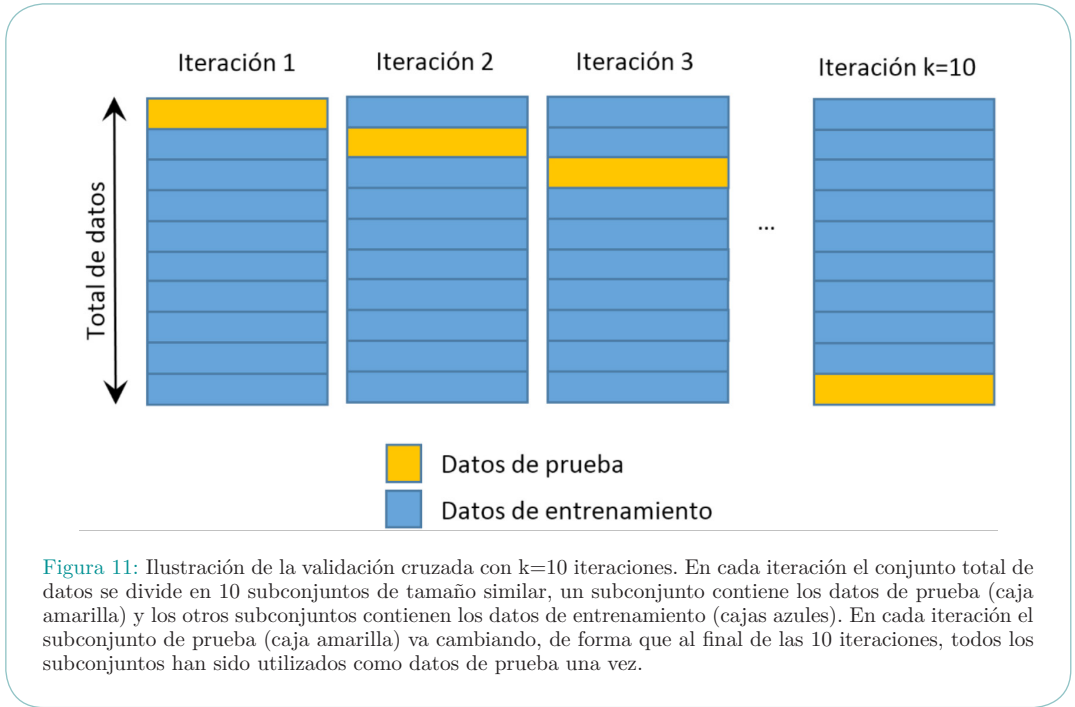 Iteración 1
Iteración 2
Iteración 3
Iteración k=10
Total de datos
...
Datos de prueba
Datos de entrenamiento
Figura 11: Ilustración de la validación cruzada con k=10 iteraciones. En cada iteración el conjunto total de
datos se divide en 10 subconjuntos de tamaño similar, un subconjunto contiene los datos de prueba (caja
amarilla) y los otros subconjuntos contienen los datos de entrenamiento (cajas azules). En cada iteración el
subconjunto de prueba (caja amarilla) va cambiando, de forma que al final de las 10 iteraciones, todos los
subconjuntos han sido utilizados como datos de prueba una vez.